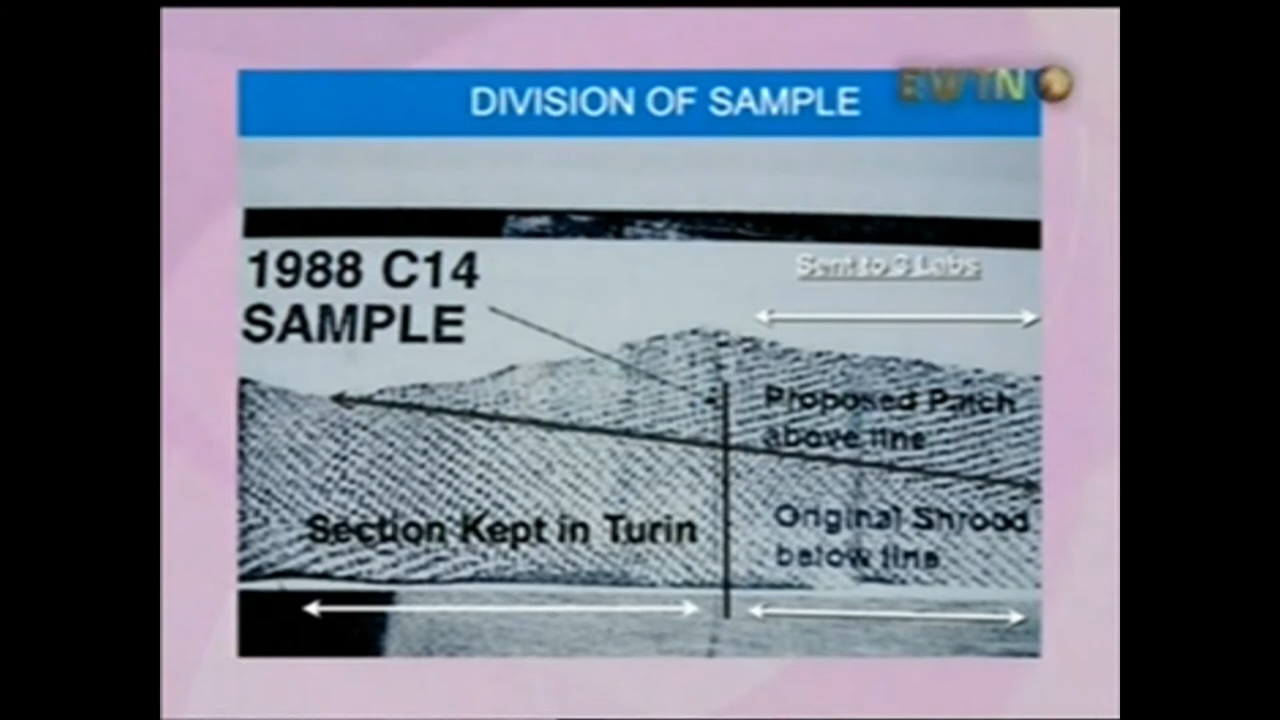 DIVISION OF SAMPLE
EWTN
1988 C14
SAMPLE
Sent to 3 Labs
Proposed Patch
above line
Section Kept in Turin
Original Shroud
below line